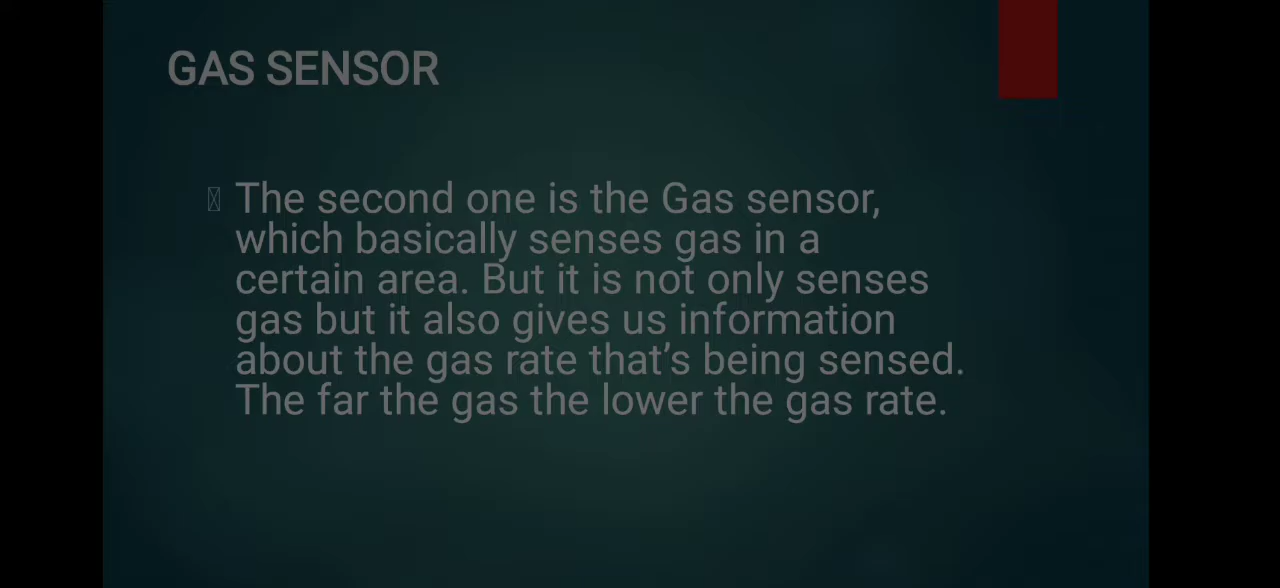 GAS SENSOR
The second one is the Gas sensor,
which basically senses gas in a
certain area. But it is not only senses
gas but it also gives us information
about the gas rate that’s being sensed.
The far the gas the lower the gas rate.